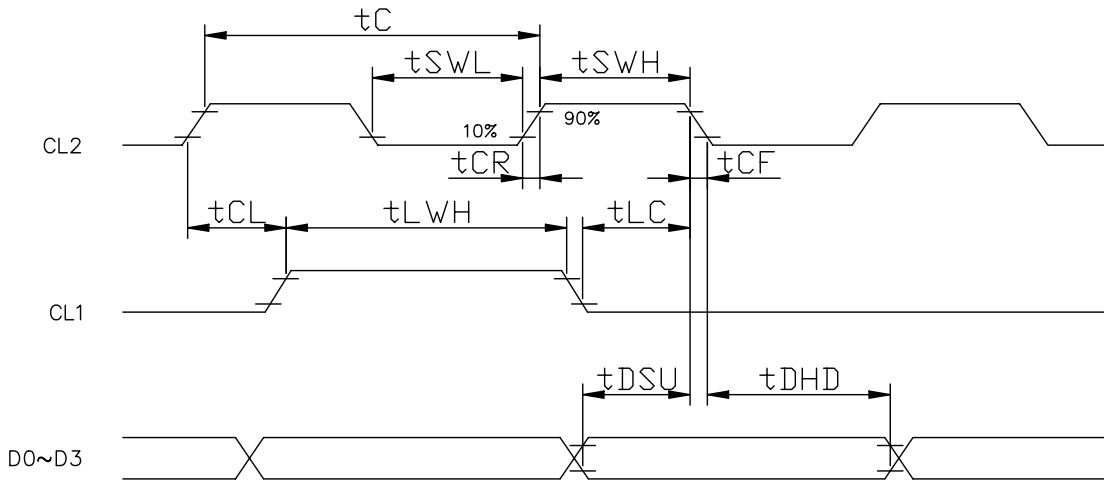 tC
tSWL tSWH
CL2 10% 90%
tCR tCF
tCL tLWH tLC
CL1
tDSU tDHD
D0~D3